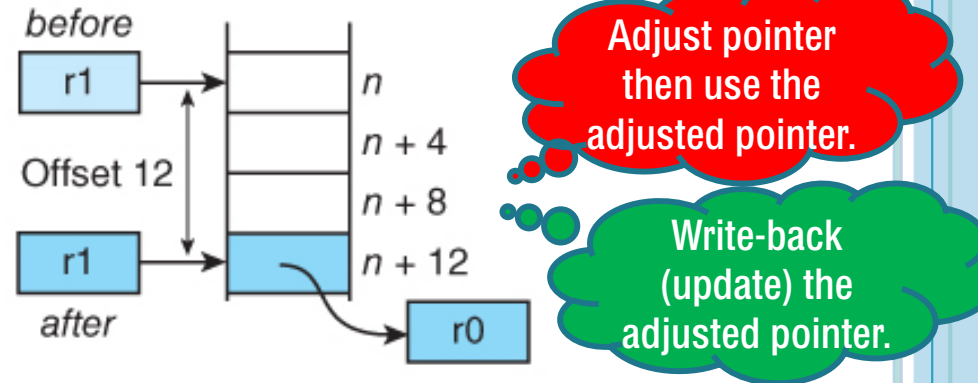 before
r1
n
Offset 12
n + 4
n + 8
r1
n + 12
after
r0
Adjust pointer
then use the
adjusted pointer.
Write-back
(update) the
adjusted pointer.